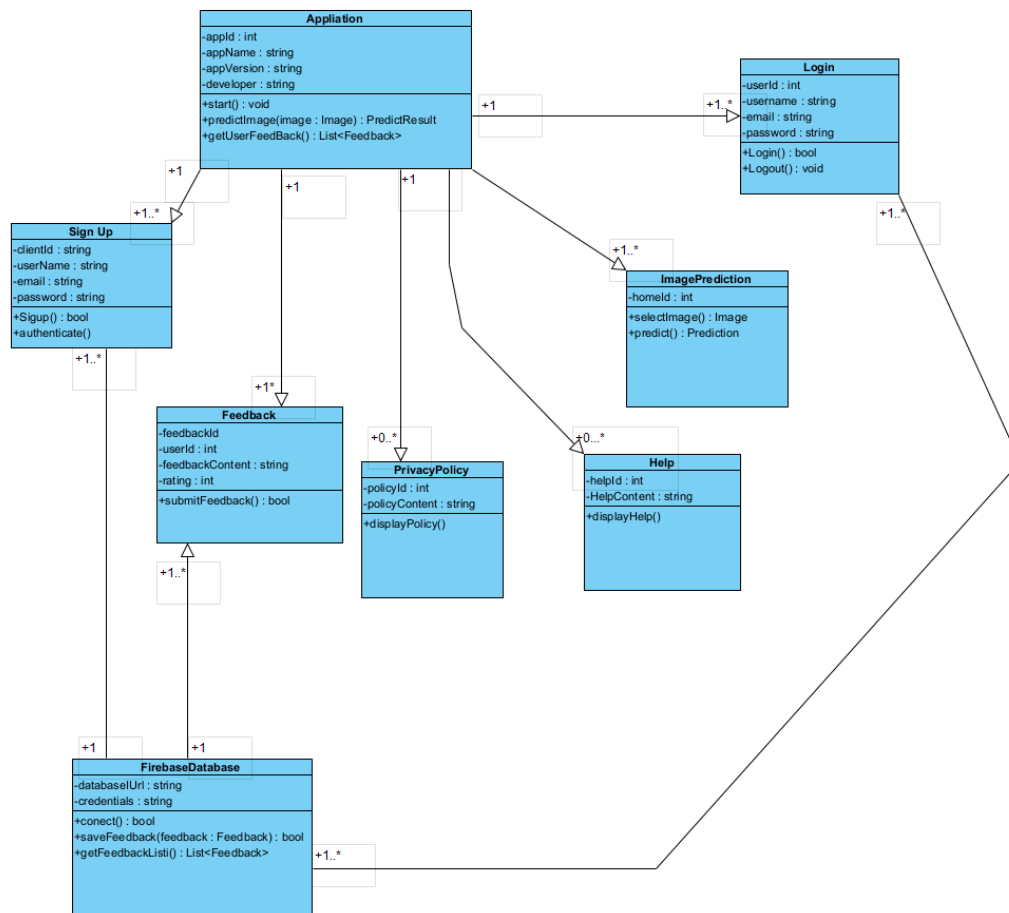 Appliation
-appId : int
-appName : string
-appVersion : string
-developer : string
+start() : void
+predictImage(image : Image) : PredictResult
+getUserFeedBack() : List<Feedback>
Login
-userId : int
-username : string
-email : string
-password : string
+Login() : bool
+Logout() : void
+1
+1..*
+1
+1
+1
+1..*
+1..*
+1..*
Sign Up
-clientId : string
-userName : string
-email : string
-password : string
+Sigup() : bool
+authenticate()
ImagePrediction
-homeId : int
+selectImage() : Image
+predict() : Prediction
+1..*
+1*
Feedback
-feedbackId
-userId : int
-feedbackContent : string
-rating : int
+submitFeedback() : bool
+0..*
PrivacyPolicy
-policyId : int
-policyContent : string
+displayPolicy()
+0...*
Help
-helpId : int
-HelpContent : string
+displayHelp()
+1..*
+1
+1
FirebaseDatabase
-databaselUrl : string
-credentials : string
+conect() : bool
+saveFeedback(feedback : Feedback) : bool
+getFeedbackListi() : List<Feedback>
+1..*